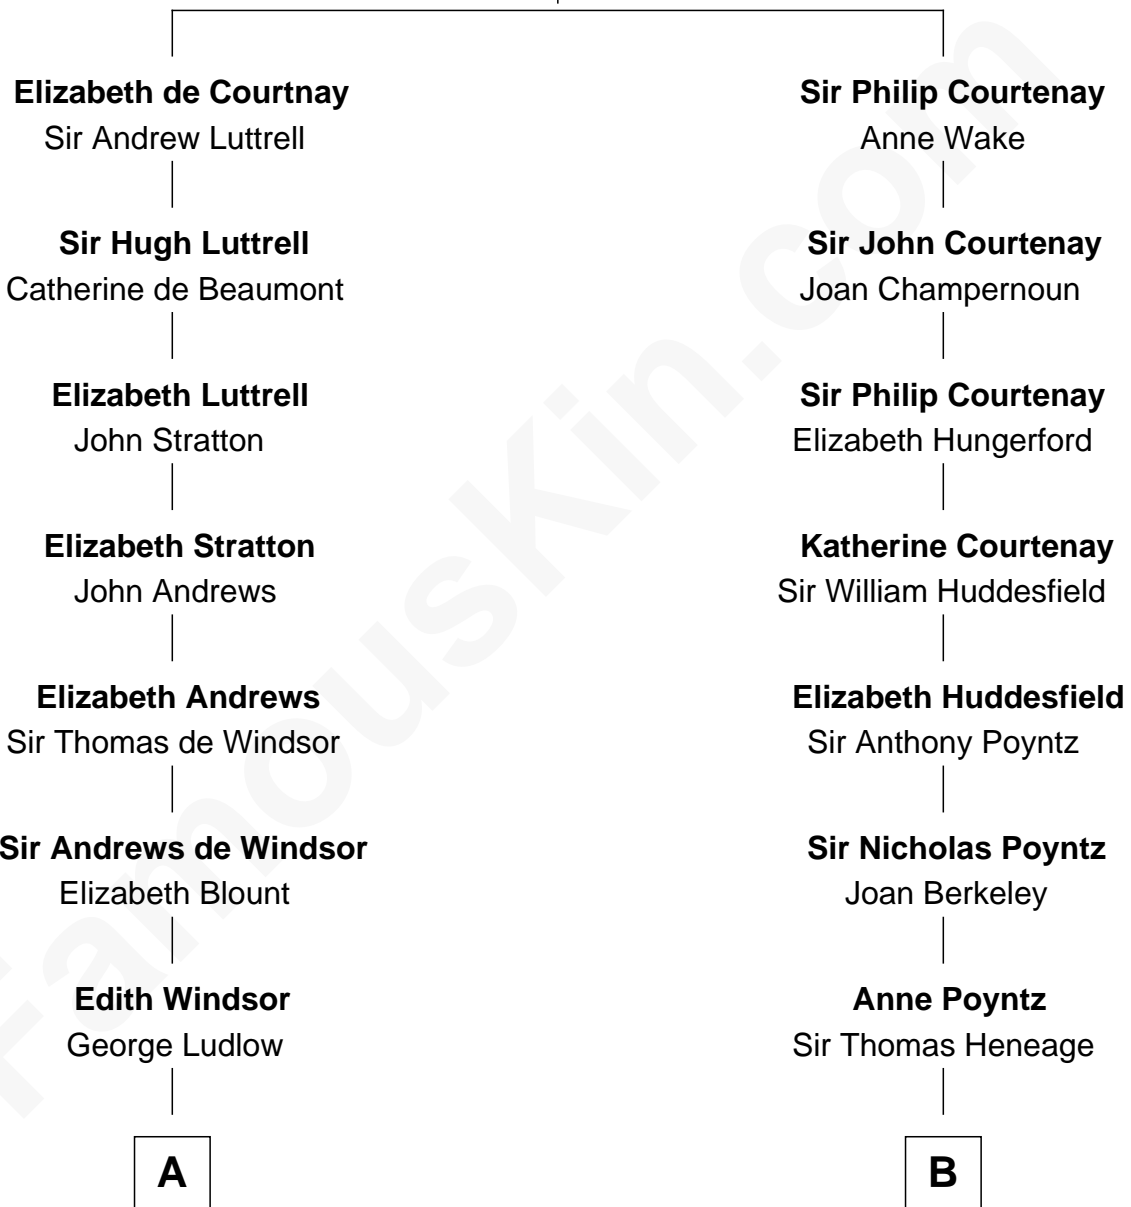 Elizabeth de Courtnay
Sir Andrew Luttrell
Sir Hugh Luttrell
Catherine de Beaumont
Elizabeth Luttrell
John Stratton
Elizabeth Stratton
John Andrews
Elizabeth Andrews
Sir Thomas de Windsor
Sir Andrews de Windsor
Elizabeth Blount
Edith Windsor
George Ludlow
A
Sir Philip Courtenay
Anne Wake
Sir John Courtenay
Joan Champernoun
Sir Philip Courtenay
Elizabeth Hungerford
Katherine Courtenay
Sir William Huddesfield
Elizabeth Huddesfield
Sir Anthony Poyntz
Sir Nicholas Poyntz
Joan Berkeley
Anne Poyntz
Sir Thomas Heneage
B
FamousKin.com